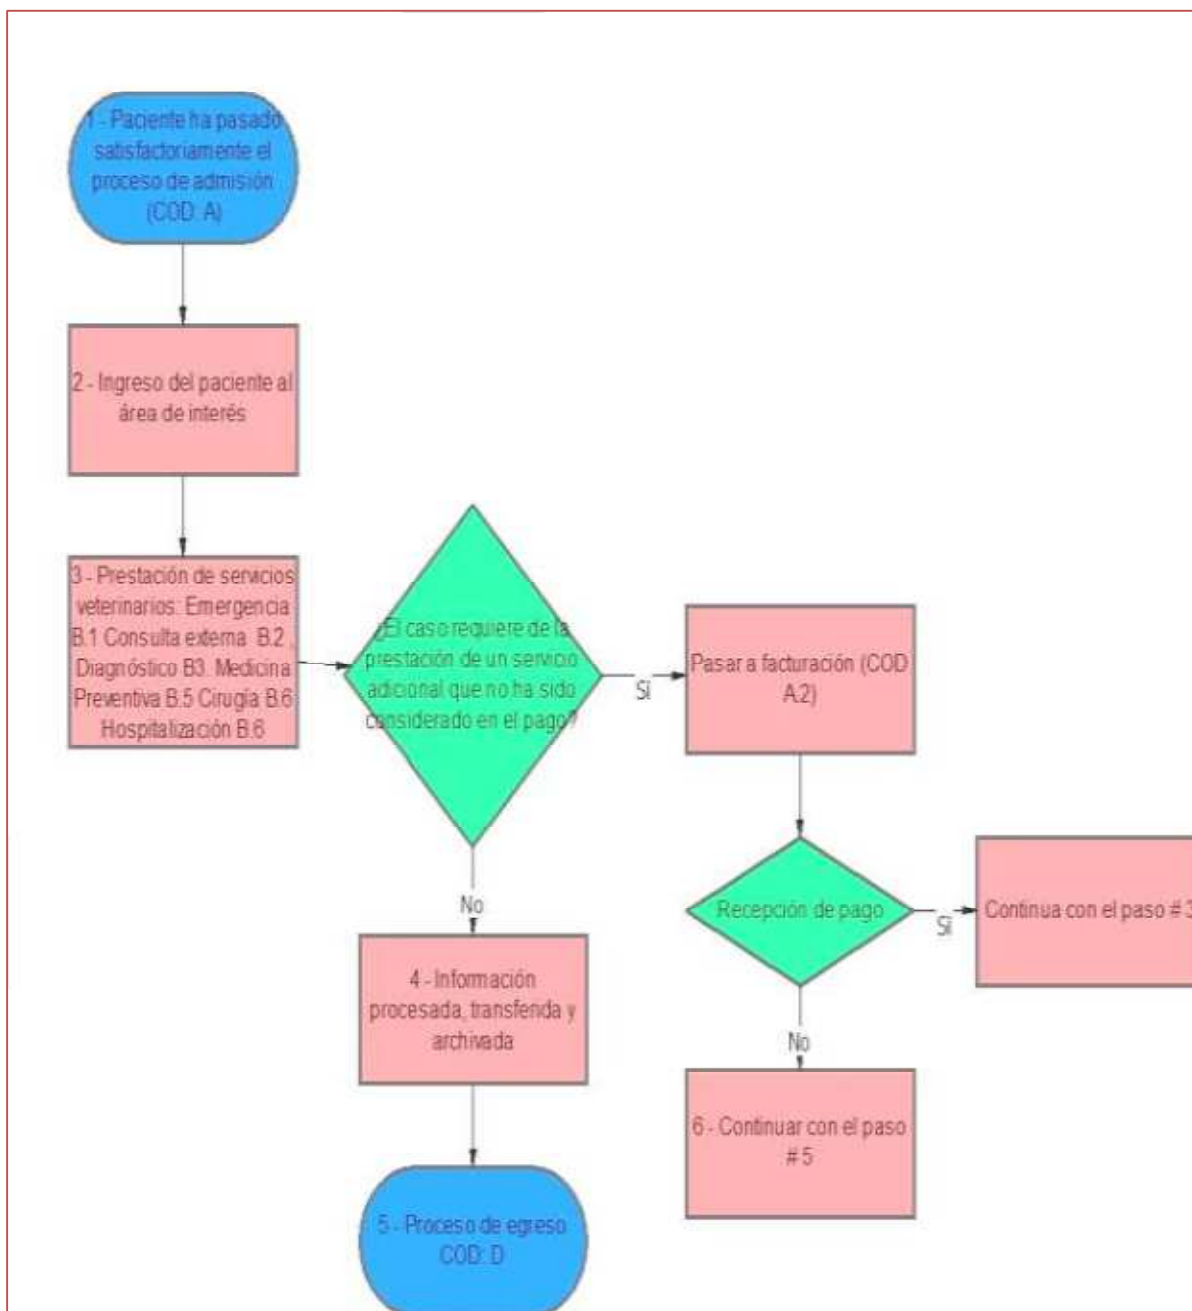 1 - Paciente ha pasado
satisfactoriamente el
proceso de admisión
(COD: A)
2 - Ingreso del paciente al
área de interés
3 - Prestación de servicios
veterinarios: Emergencia
B.1 Consulta externa B.2 ,
Diagnóstico B3. Medicina
Preventiva B.5 Cirugía B.6
Hospitalización B.6
¿El caso requiere de la
prestación de un servicio
adicional que no ha sido
considerado en el pago?
Sí
Pasar a facturación (COD
A.2)
Recepción de pago
Sí
Continua con el paso # 3
No
6 - Continuar con el paso
# 5
No
4 - Información
procesada, transferida y
archivada
5 - Proceso de egreso
COD: D